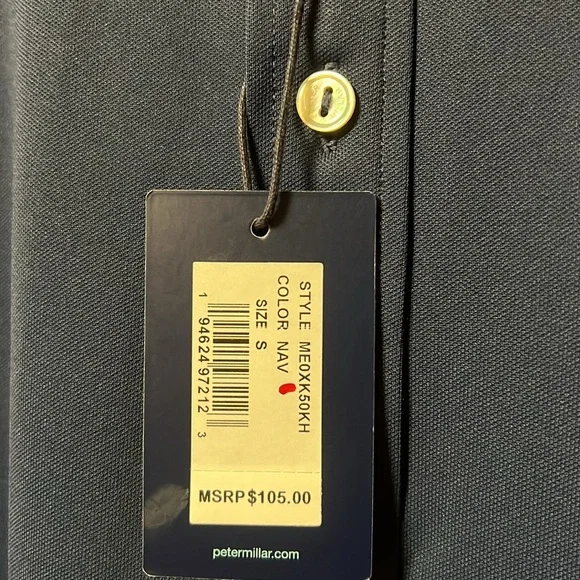 STYLE ME0XK50KH
COLOR NAV
SIZE S
1 94624 97212 3
MSRP $105.00
petermillar.com